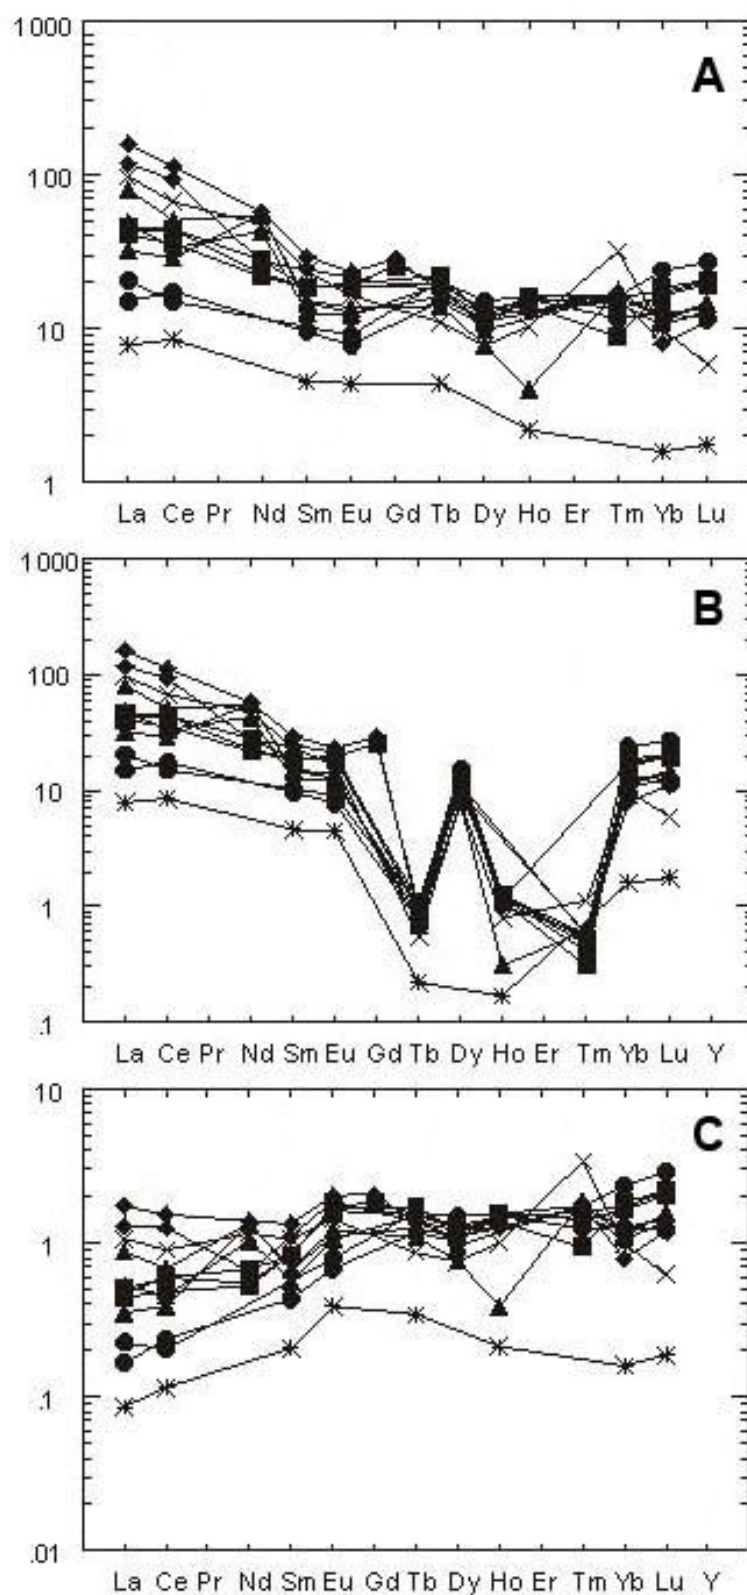 1000
A
100
10
1
La Ce Pr Nd Sm Eu Gd Tb Dy Ho Er Tm Yb Lu
1000
B
100
10
1
.1
La Ce Pr Nd Sm Eu Gd Tb Dy Ho Er Tm Yb Lu Y
10
C
1
.1
.01
La Ce Pr Nd Sm Eu Gd Tb Dy Ho Er Tm Yb Lu Y